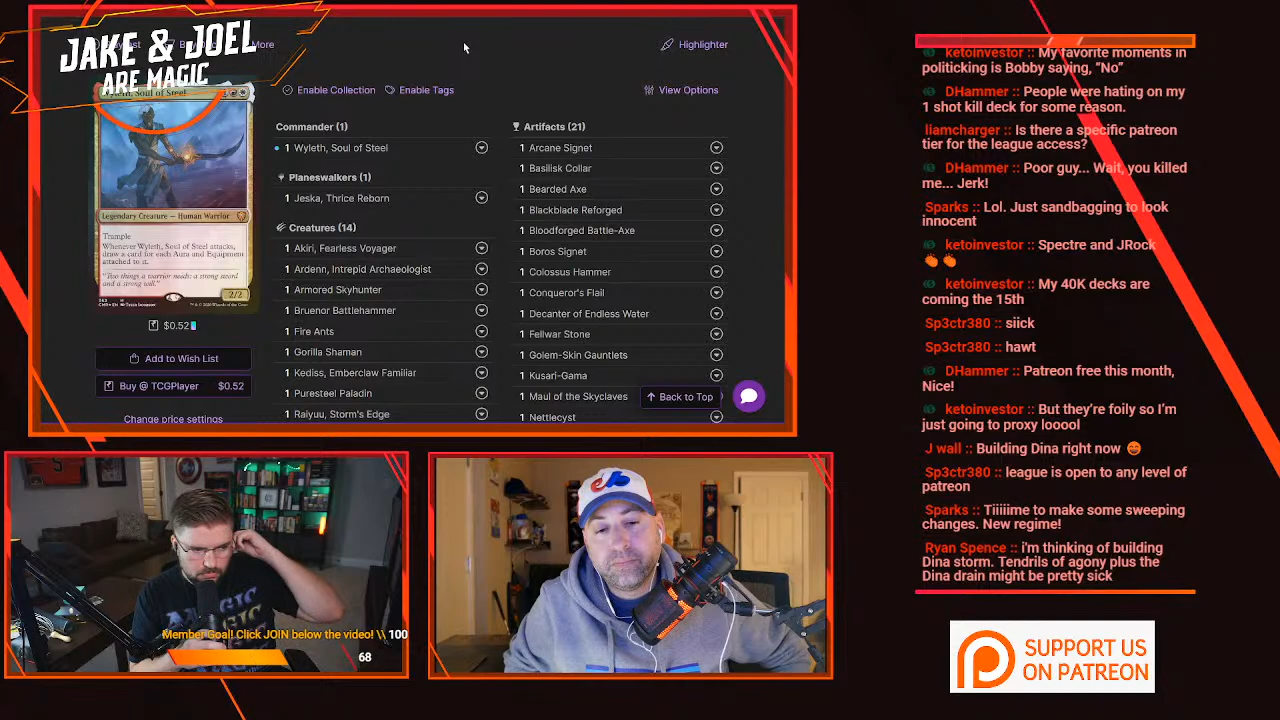 JAKE & JOEL
ARE MAGIC
More
Highlighter
Enable Collection
Enable Tags
View Options
Wyleth, Soul of Steel
Legendary Creature — Human Warrior
Trample
Whenever Wyleth, Soul of Steel attacks,
draw a card for each Aura and Equipment
attached to it.
"Two things a warrior needs: a strong sword
and a strong will."
2/2
$0.52
Add to Wish List
Buy @ TCGPlayer $0.52
Change price settings
Commander (1)
1 Wyleth, Soul of Steel
Planeswalkers (1)
1 Jeska, Thrice Reborn
Creatures (14)
1 Akiri, Fearless Voyager
1 Ardenn, Intrepid Archaeologist
1 Armored Skyhunter
1 Bruenor Battlehammer
1 Fire Ants
1 Gorilla Shaman
1 Kediss, Emberclaw Familiar
1 Puresteel Paladin
1 Raiyuu, Storm's Edge
Artifacts (21)
1 Arcane Signet
1 Basilisk Collar
1 Bearded Axe
1 Blackblade Reforged
1 Bloodforged Battle-Axe
1 Boros Signet
1 Colossus Hammer
1 Conqueror's Flail
1 Decanter of Endless Water
1 Fellwar Stone
1 Golem-Skin Gauntlets
1 Kusari-Gama
1 Maul of the Skyclaves
1 Nettlecyst
Back to Top
Member Goal! Click JOIN below the video! \\ 100
68
ketoinvestor :: My favorite moments in
politicking is Bobby saying, “No”
DHammer :: People were hating on my
1 shot kill deck for some reason.
liamcharger :: Is there a specific patreon
tier for the league access?
DHammer :: Poor guy... Wait, you killed
me... Jerk!
Sparks :: Lol. Just sandbagging to look
innocent
ketoinvestor :: Spectre and JRock
👏 👏
ketoinvestor :: My 40K decks are
coming the 15th
Sp3ctr380 :: siick
Sp3ctr380 :: hawt
DHammer :: Patreon free this month,
Nice!
ketoinvestor :: But they’re foily so I’m
just going to proxy looool
J wall :: Building Dina right now 😁
Sp3ctr380 :: league is open to any level of
patreon
Sparks :: Tiiiiime to make some sweeping
changes. New regime!
Ryan Spence :: i'm thinking of building
Dina storm. Tendrils of agony plus the
Dina drain might be pretty sick
SUPPORT US
ON PATREON